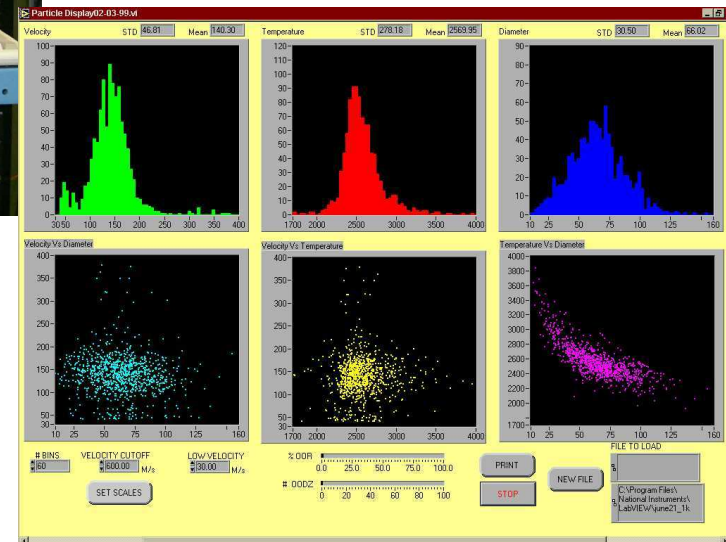 Particle Display02-03-99.vi
Velocity STD 46.81 Mean 140.30
100
90
80
70
60
50
40
30
20
10
0
30 50 100 150 200 250 300 350 400
Temperature STD 278.18 Mean 2569.95
120
110
100
90
80
70
60
50
40
30
20
10
0
1700 2000 2500 3000 3500 4000
Diameter STD 30.50 Mean 66.02
90
80
70
60
50
40
30
20
10
0
10 25 50 75 100 125 160
Velocity Vs Diameter
400
350
300
250
200
150
100
50
30
10 25 50 75 100 125 160
Velocity Vs Temperature
400
350
300
250
200
150
100
50
30
1700 2000 2500 3000 3500 4000
Temperature Vs Diameter
4000
3800
3600
3400
3200
3000
2800
2600
2400
2200
2000
1700
10 25 50 75 100 125 160
# BINS
60
VELOCITY CUTOFF
600.00 M/s
LOW VELOCITY
30.00 M/s
SET SCALES
% OOR
0.0 25.0 50.0 75.0 100.0
# OODZ
0 20 40 60 80 100
PRINT
STOP
NEW FILE
FILE TO LOAD
C:\Program Files\
National Instruments\
LabVIEW\june21_1k